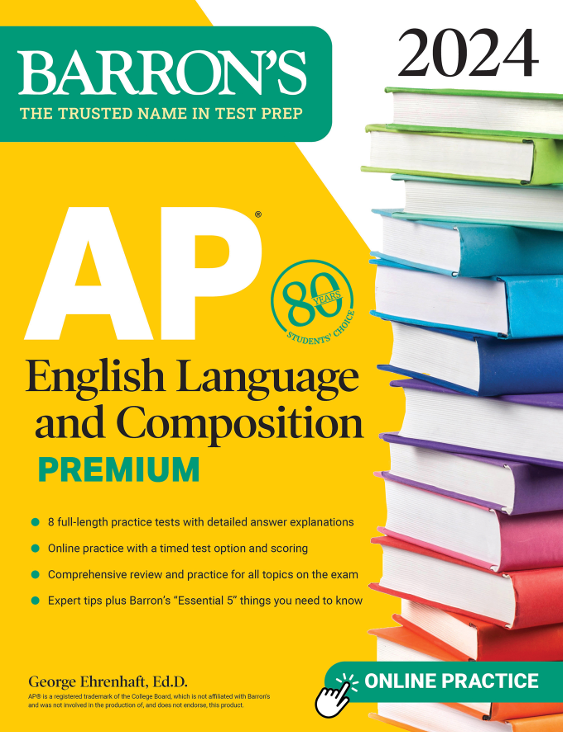 BARRON'S
THE TRUSTED NAME IN TEST PREP
2024
AP®
80
YEARS
STUDENTS' CHOICE
English Language
and Composition
PREMIUM
8 full-length practice tests with detailed answer explanations
Online practice with a timed test option and scoring
Comprehensive review and practice for all topics on the exam
Expert tips plus Barron's “Essential 5” things you need to know
George Ehrenhaft, Ed.D.
AP® is a registered trademark of the College Board, which is not affiliated with Barron's
and was not involved in the production of, and does not endorse, this product.
ONLINE PRACTICE